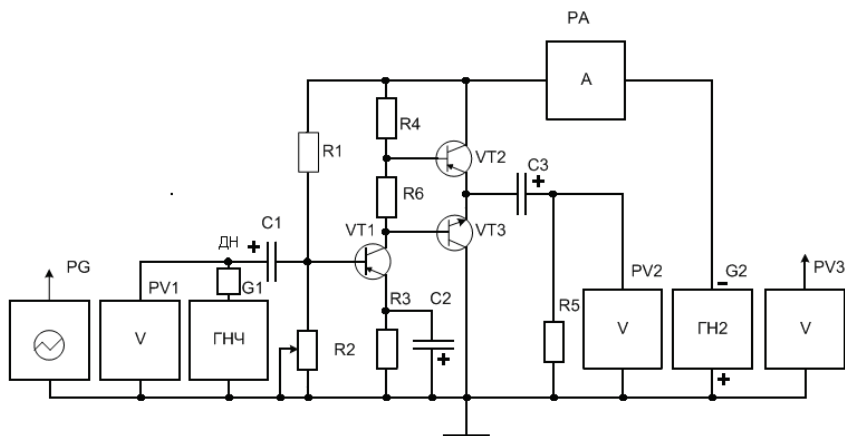 PA
A
R4
R1
VT2
C3
+
R6
C1
VT1
VT3
ДН
+
PG
PV1
G1
PV2
- G2
PV3
R3
C2
R5
V
ГНЧ
R2
V
ГН2
V
+
+